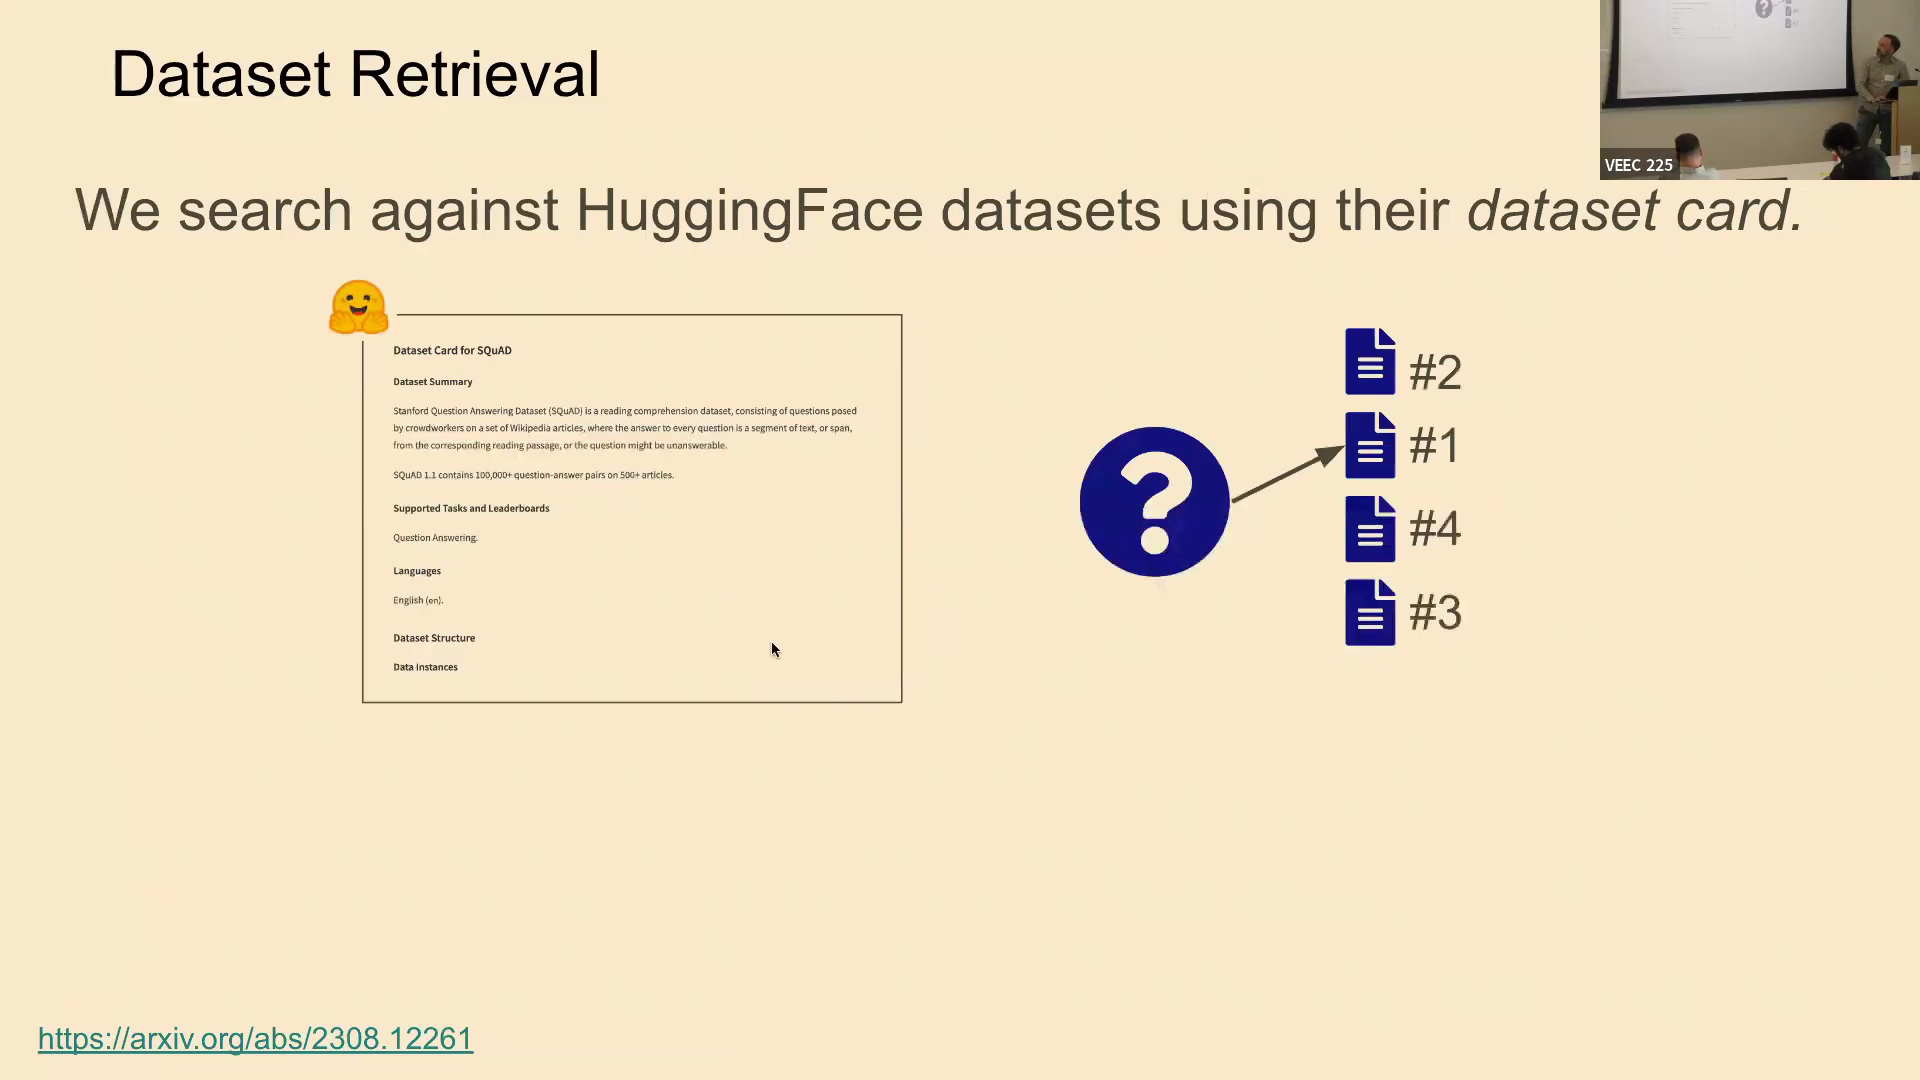 Dataset Retrieval
VEEC 225
We search against HuggingFace datasets using their dataset card.
Dataset Card for SQuAD
Dataset Summary
Stanford Question Answering Dataset (SQuAD) is a reading comprehension dataset, consisting of questions posed
by crowdworkers on a set of Wikipedia articles, where the answer to every question is a segment of text, or span,
from the corresponding reading passage, or the question might be unanswerable.
SQuAD 1.1 contains 100,000+ question-answer pairs on 500+ articles.
Supported Tasks and Leaderboards
Question Answering.
Languages
English (en).
Dataset Structure
Data Instances
?
#2
#1
#4
#3
https://arxiv.org/abs/2308.12261